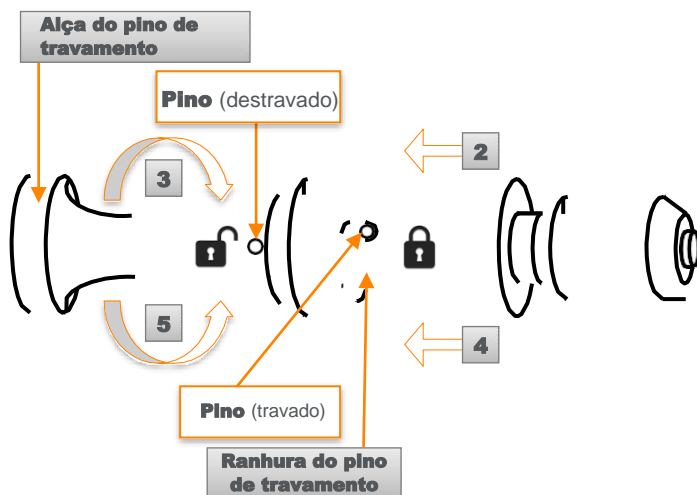 Alça do pino de
travamento
Pino (destravado)
2
3
5
4
Pino (travado)
Ranhura do pino
de travamento